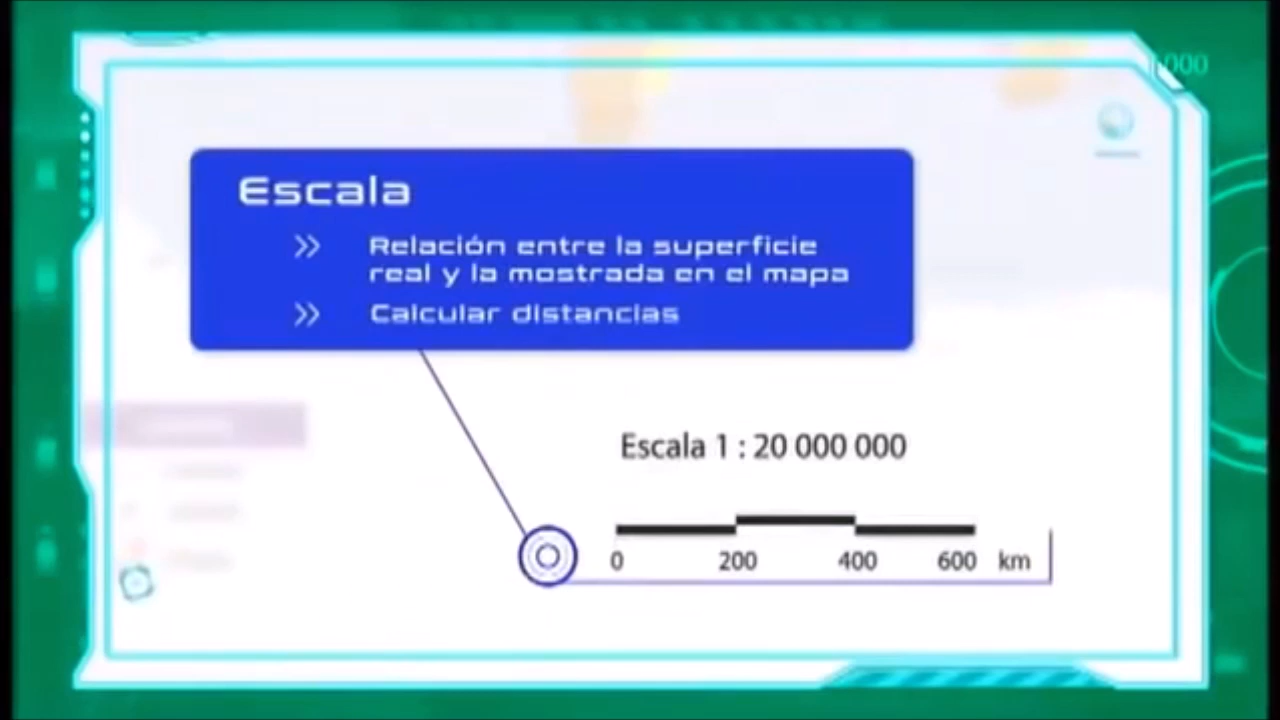 Escala
Relación entre la superficie
real y la mostrada en el mapa
Calcular distancias
Escala 1 : 20 000 000
0 200 400 600 km